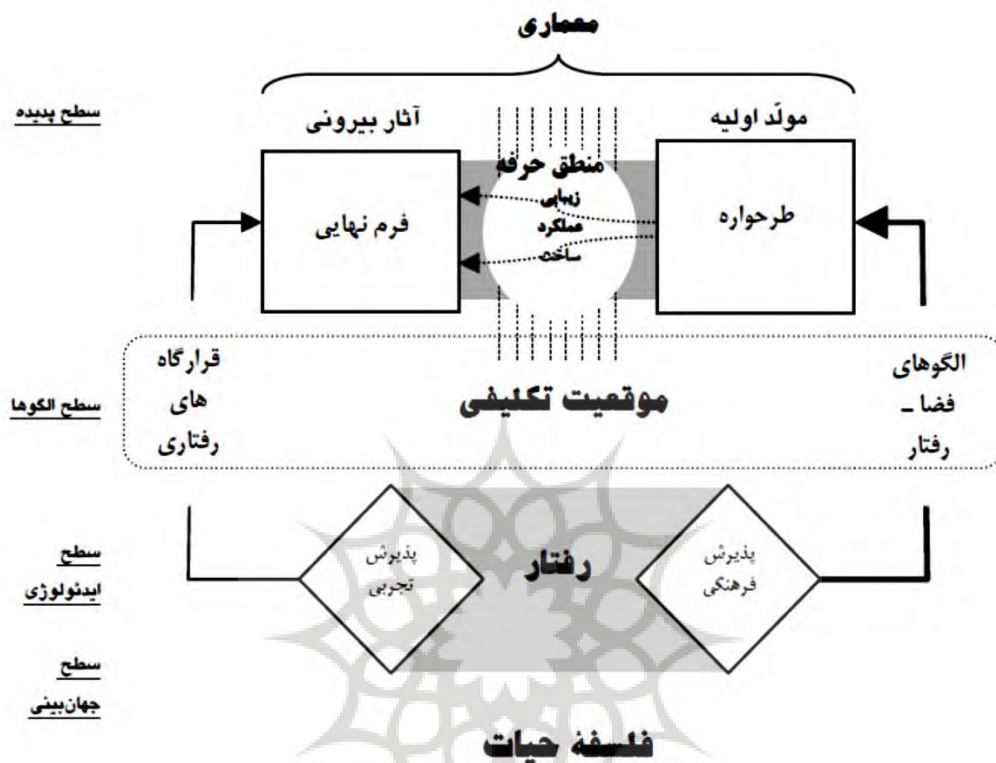 معماری
سطح پدیده
مولّد اولیه
آثار بیرونی
طرحواره
منطق حرفه
زیبایی
عملکرد
ساخت
فرم نهایی
سطح الگوها
الگوهای
فضا ـ
رفتار
موقعیت تکلیفی
قرارگاه
های
رفتاری
سطح
ایدئولوژی
پذیرش
فرهنگی
رفتار
پذیرش
تجربی
سطح
جهان‌بینی
فلسفهٔ حیات